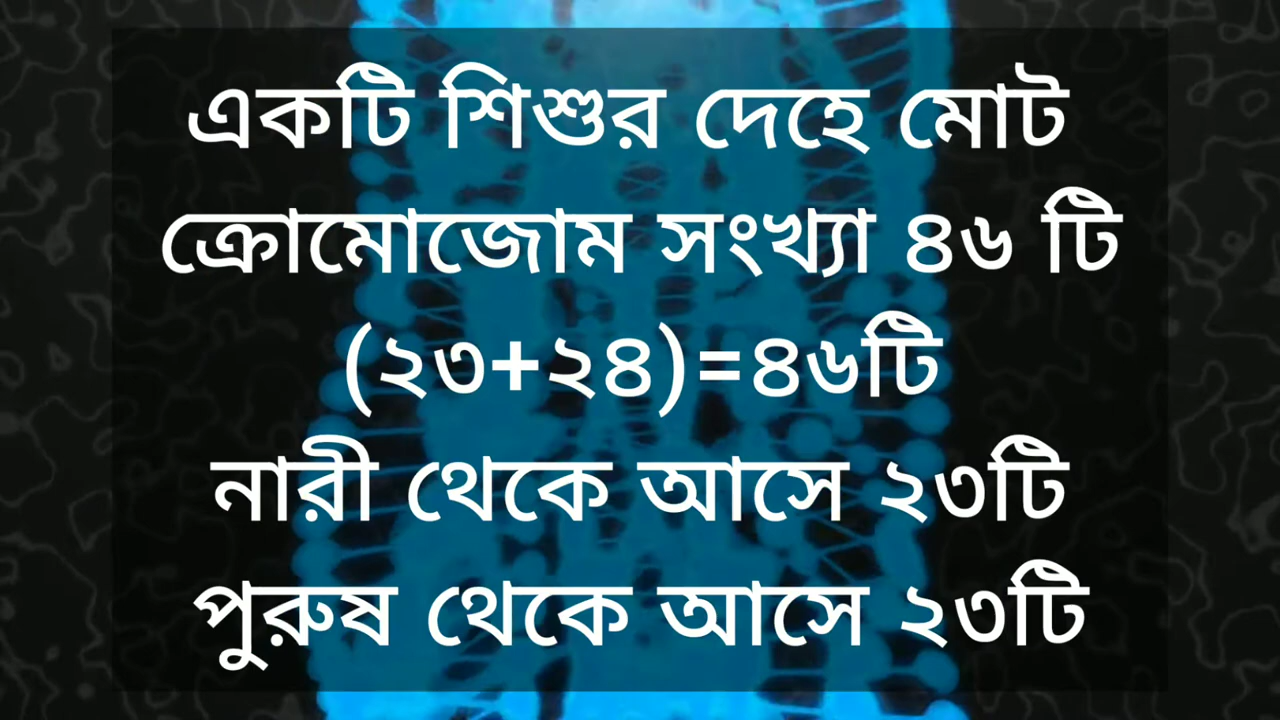 একটি শিশুর দেহে মোট
ক্রোমোজোম সংখ্যা ৪৬ টি
(২৩+২৪)=৪৬টি
নারী থেকে আসে ২৩টি
পুরুষ থেকে আসে ২৩টি